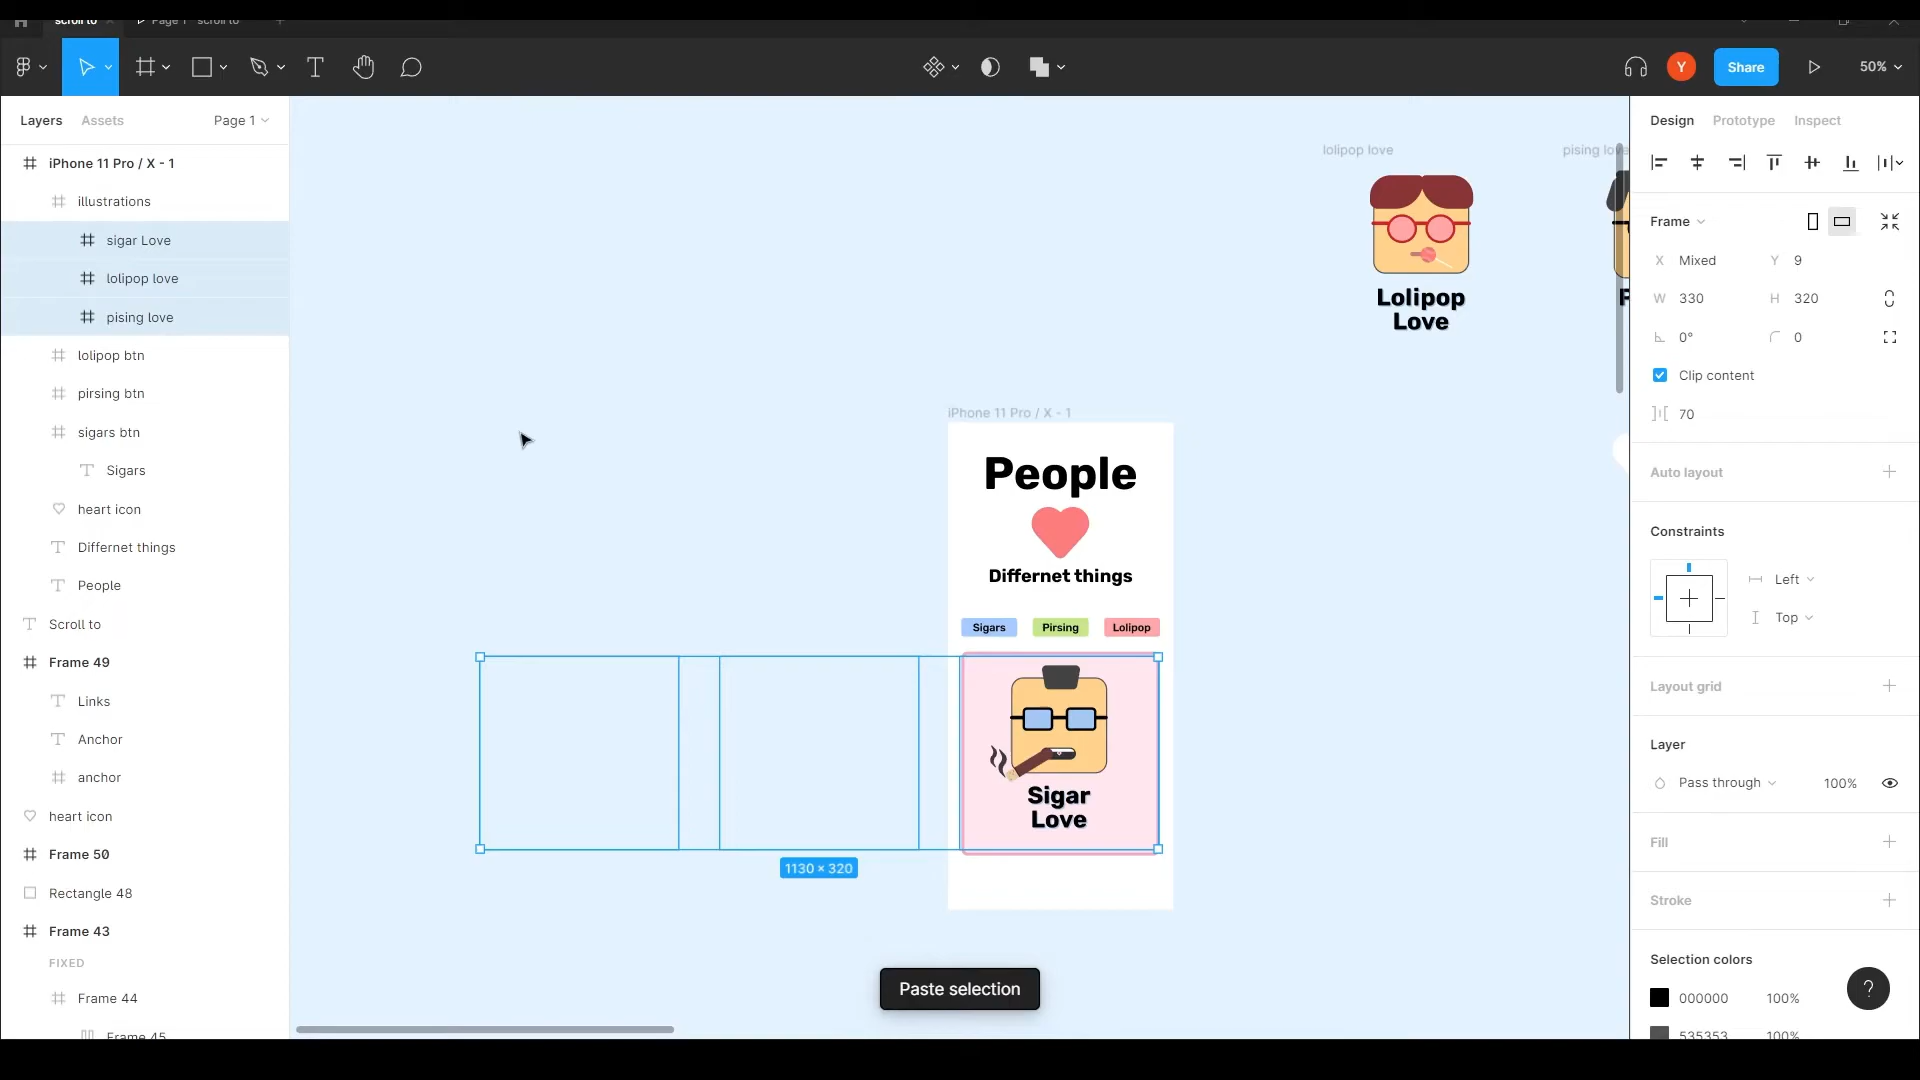 scroll to
Page 1
scroll to
Y
Share
50%
Layers
Assets
Page 1
iPhone 11 Pro / X - 1
illustrations
sigar Love
lolipop love
pising love
lolipop btn
pirsing btn
sigars btn
Sigars
heart icon
Differnet things
People
Scroll to
Frame 49
Links
Anchor
anchor
heart icon
Frame 50
Rectangle 48
Frame 43
FIXED
Frame 44
Frame 45
lolipop love
pising love
Lolipop
Love
iPhone 11 Pro / X - 1
People
Differnet things
Sigars
Pirsing
Lolipop
Sigar
Love
1130 × 320
Paste selection
Design
Prototype
Inspect
Frame
X Mixed
Y 9
W 330
H 320
0°
0
Clip content
70
Auto layout
Constraints
Left
Top
Layout grid
Layer
Pass through
100%
Fill
Stroke
Selection colors
000000
100%
535353
100%
?